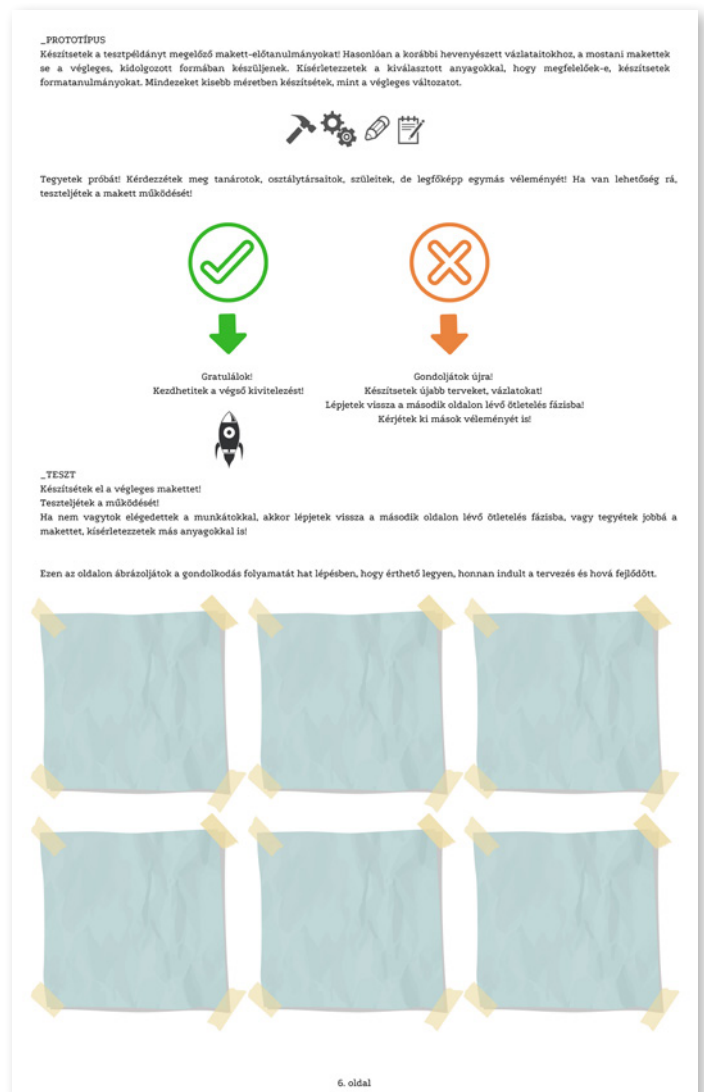 _PROTOTÍPUS
Készítsetek a tesztpéldányt megelőző makett-előtanulmányokat! Hasonlóan a korábbi hevenyészett vázlataitokhoz, a mostani makettek
se a végleges, kidolgozott formában készüljenek. Kísérletezzetek a kiválasztott anyagokkal, hogy megfelelőek-e, készítsetek
formatanulmányokat. Mindezeket kisebb méretben készítsétek, mint a végleges változatot.
Tegyetek próbát! Kérdezzétek meg tanárotok, osztálytársaitok, szüleitek, de legfőképp egymás véleményét! Ha van lehetőség rá,
teszteljétek a makett működését!
Gratulálok!
Kezdhetitek a végső kivitelezést!
Gondoljátok újra!
Készítsetek újabb terveket, vázlatokat!
Lépjetek vissza a második oldalon lévő ötletelés fázisba!
Kérjétek ki mások véleményét is!
_TESZT
Készítsétek el a végleges makettet!
Teszteljétek a működését!
Ha nem vagytok elégedettek a munkátokkal, akkor lépjetek vissza a második oldalon lévő ötletelés fázisba, vagy tegyétek jobbá a
makettet, kísérletezzetek más anyagokkal is!
Ezen az oldalon ábrázoljátok a gondolkodás folyamatát hat lépésben, hogy érthető legyen, honnan indult a tervezés és hová fejlődött.
6. oldal